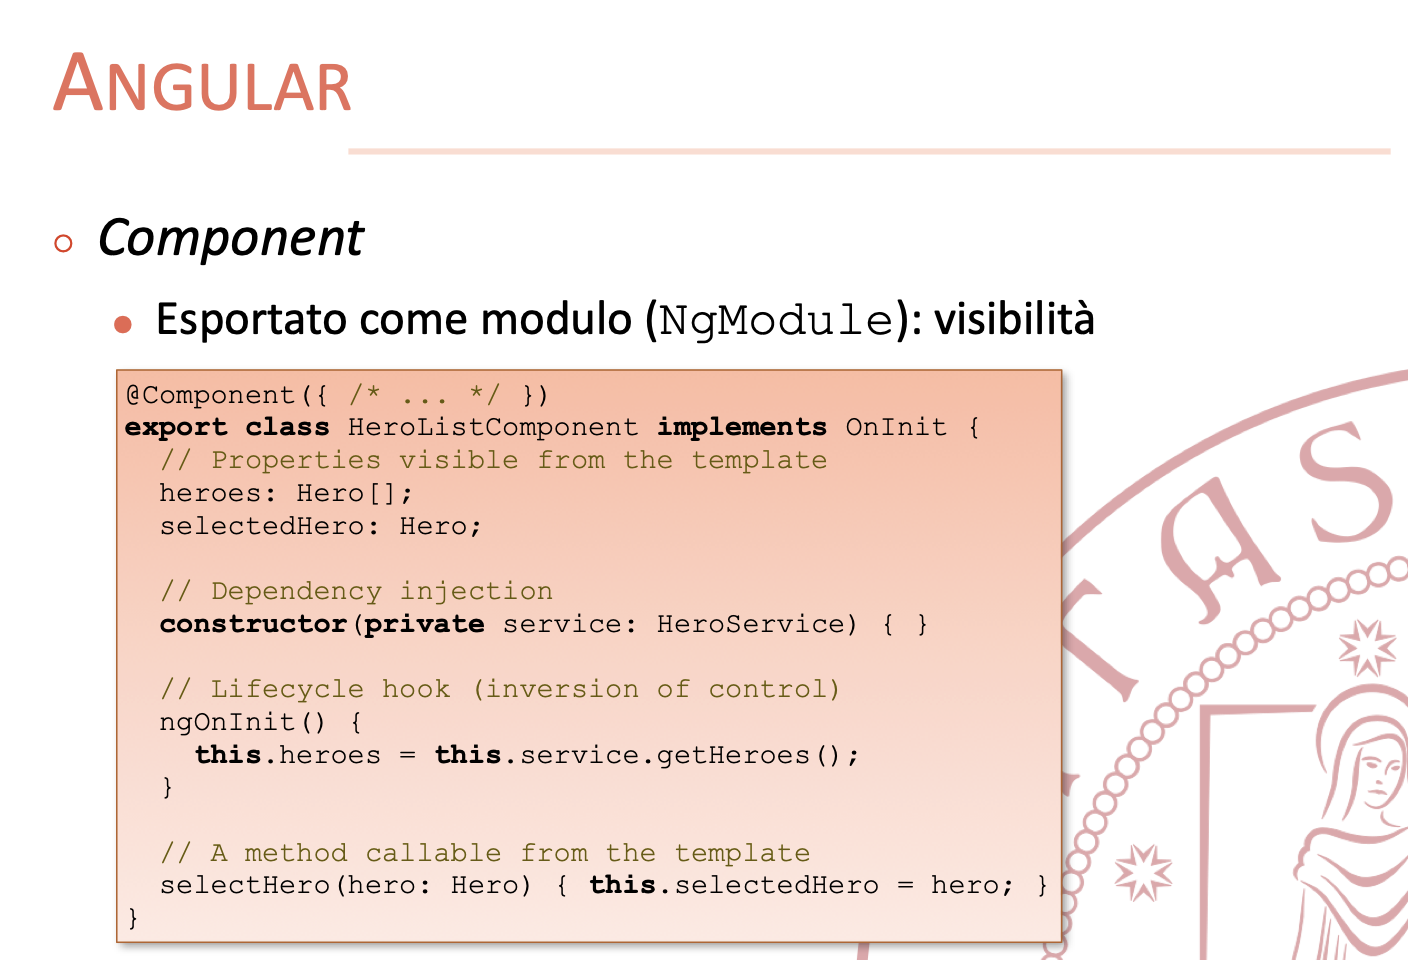 ANGULAR
Component
Esportato come modulo (NgModule): visibilità
@Component({ /* ... */ })
export class HeroListComponent implements OnInit {
// Properties visible from the template
heroes: Hero[];
selectedHero: Hero;
// Dependency injection
constructor(private service: HeroService) { }
// Lifecycle hook (inversion of control)
ngOnInit() {
this.heroes = this.service.getHeroes();
}
// A method callable from the template
selectHero(hero: Hero) { this.selectedHero = hero; }
}
TAS